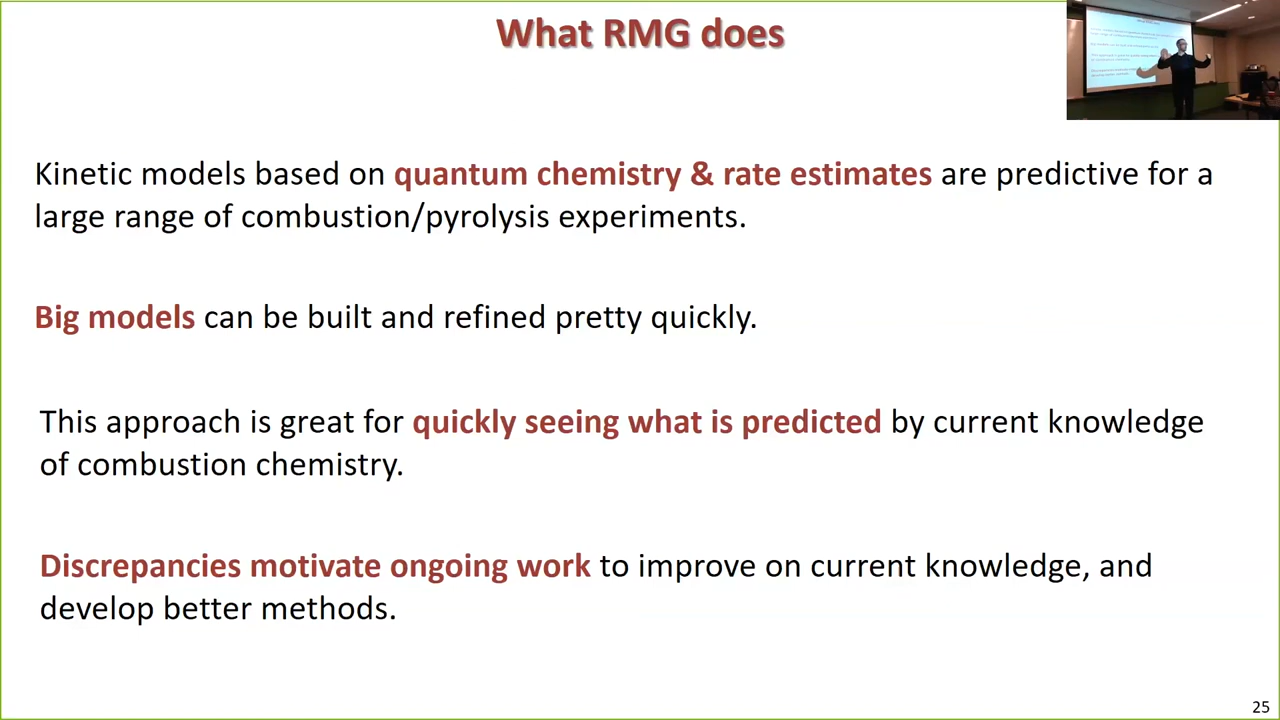 What RMG does
Kinetic models based on quantum chemistry & rate estimates are predictive for a
large range of combustion/pyrolysis experiments.
Big models can be built and refined pretty quickly.
This approach is great for quickly seeing what is predicted by current knowledge
of combustion chemistry.
Discrepancies motivate ongoing work to improve on current knowledge, and
develop better methods.
25